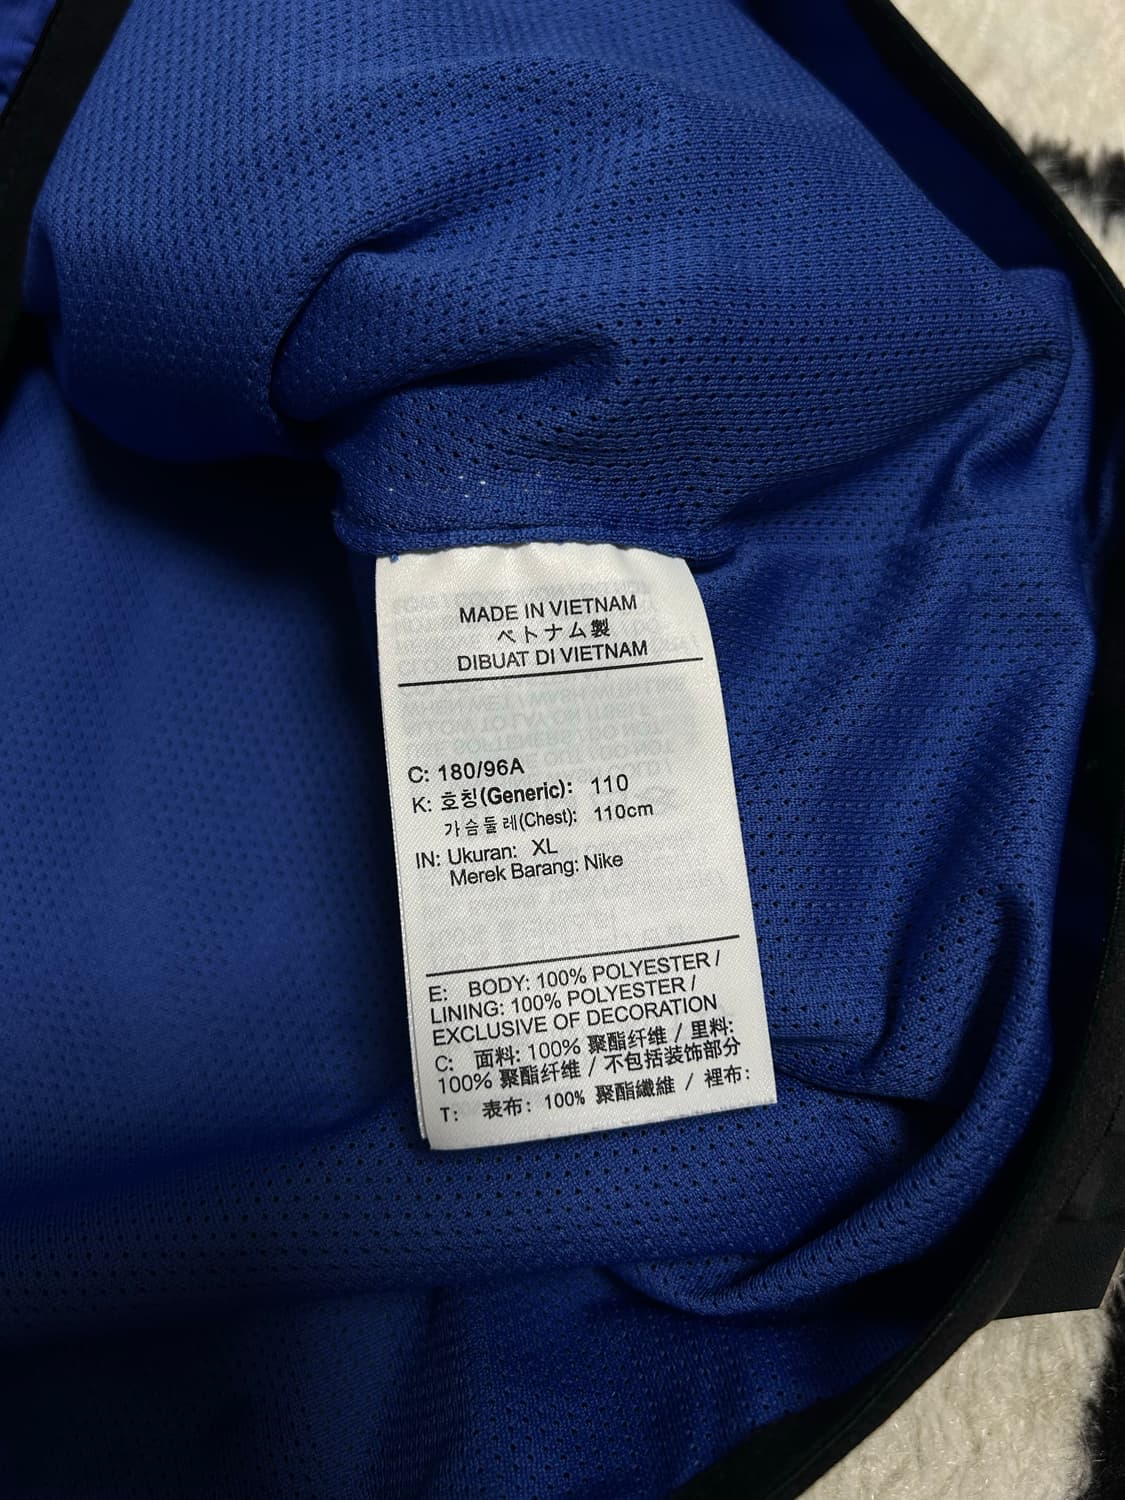 MADE IN VIETNAM
ベトナム製
DIBUAT DI VIETNAM
C: 180/96A
K: 호칭(Generic): 110
가슴둘레(Chest): 110cm
IN: Ukuran: XL
Merek Barang: Nike
E: BODY: 100% POLYESTER /
LINING: 100% POLYESTER /
EXCLUSIVE OF DECORATION
C: 面料: 100% 聚酯纤维 / 里料:
100% 聚酯纤维 / 不包括装饰部分
T: 表布: 100% 聚酯纖維 / 裡布: